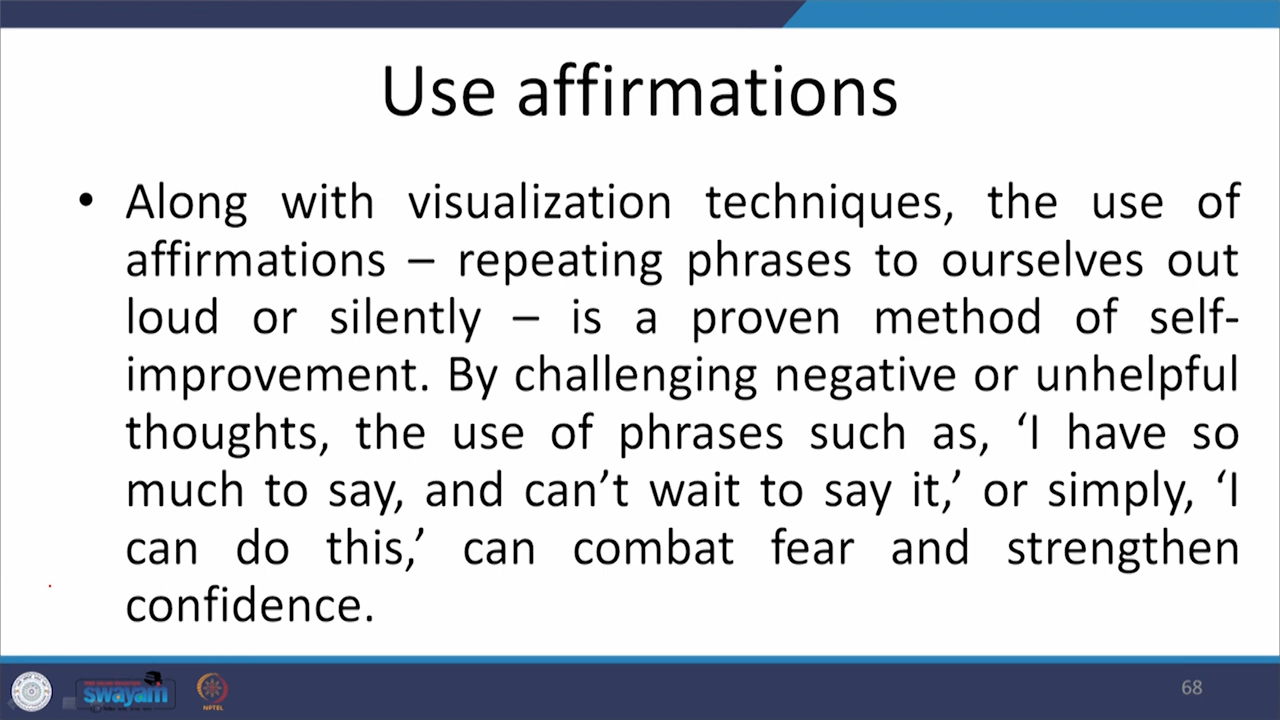 Use affirmations
• Along with visualization techniques, the use of
affirmations – repeating phrases to ourselves out
loud or silently – is a proven method of self-
improvement. By challenging negative or unhelpful
thoughts, the use of phrases such as, ‘I have so
much to say, and can’t wait to say it,’ or simply, ‘I
can do this,’ can combat fear and strengthen
confidence.
swayam
NPTEL
68